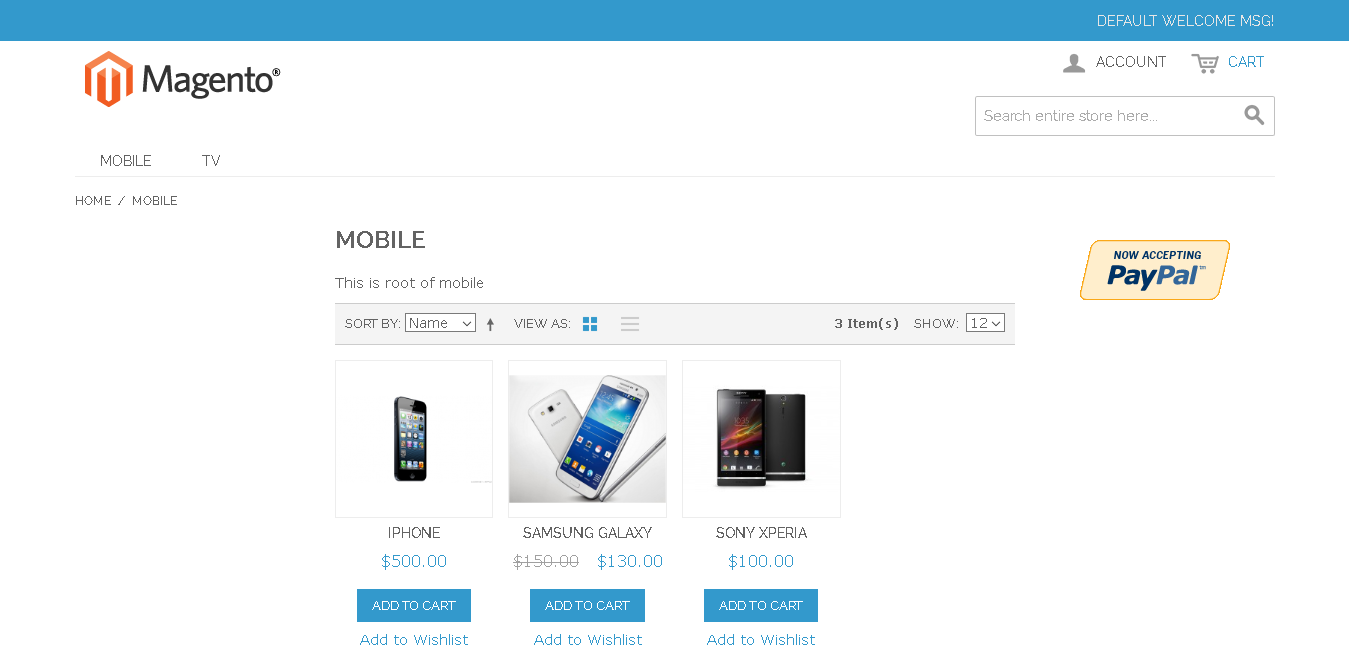 DEFAULT WELCOME MSG!
Magento®
ACCOUNT CART
Search entire store here...
MOBILE TV
HOME / MOBILE
MOBILE
NOW ACCEPTING
PayPal™
This is root of mobile
SORT BY: Name VIEW AS: 3 Item(s) SHOW: 12
IPHONE SAMSUNG GALAXY SONY XPERIA
$500.00 $150.00 $130.00 $100.00
ADD TO CART ADD TO CART ADD TO CART
Add to Wishlist Add to Wishlist Add to Wishlist